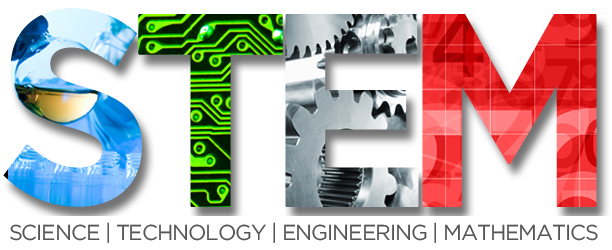 STEM
SCIENCE | TECHNOLOGY | ENGINEERING | MATHEMATICS